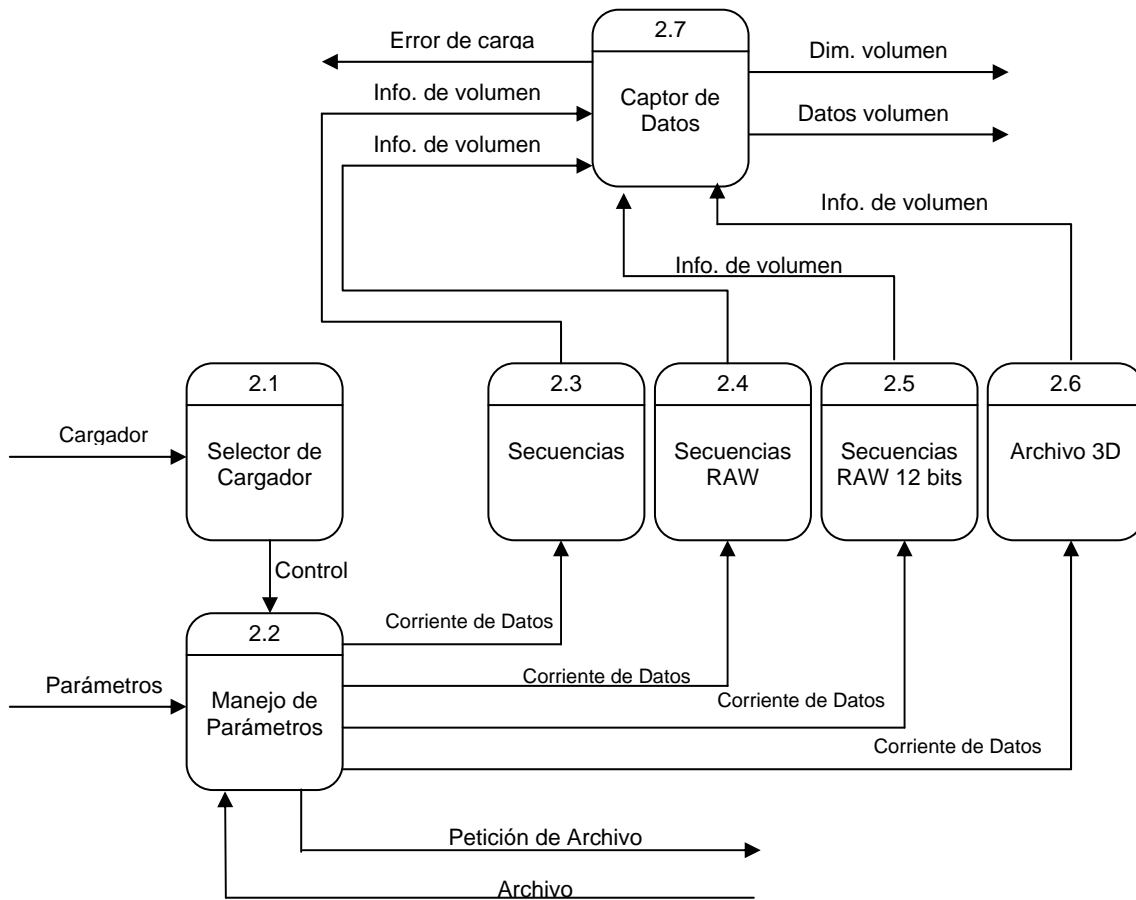 2.7
Error de carga
Dim. volumen
Info. de volumen
Captor de
Datos
Datos volumen
Info. de volumen
Info. de volumen
Info. de volumen
2.1
2.3
2.4
2.5
2.6
Cargador
Selector de
Cargador
Secuencias
Secuencias
RAW
Secuencias
RAW 12 bits
Archivo 3D
Control
2.2
Corriente de Datos
Parámetros
Manejo de
Parámetros
Corriente de Datos
Corriente de Datos
Corriente de Datos
Petición de Archivo
Archivo